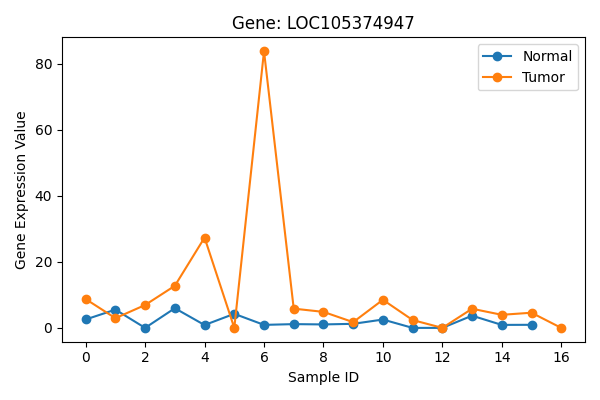 Gene: LOC105374947
Normal
Tumor
Gene Expression Value
80
60
40
20
0
0 2 4 6 8 10 12 14 16
Sample ID